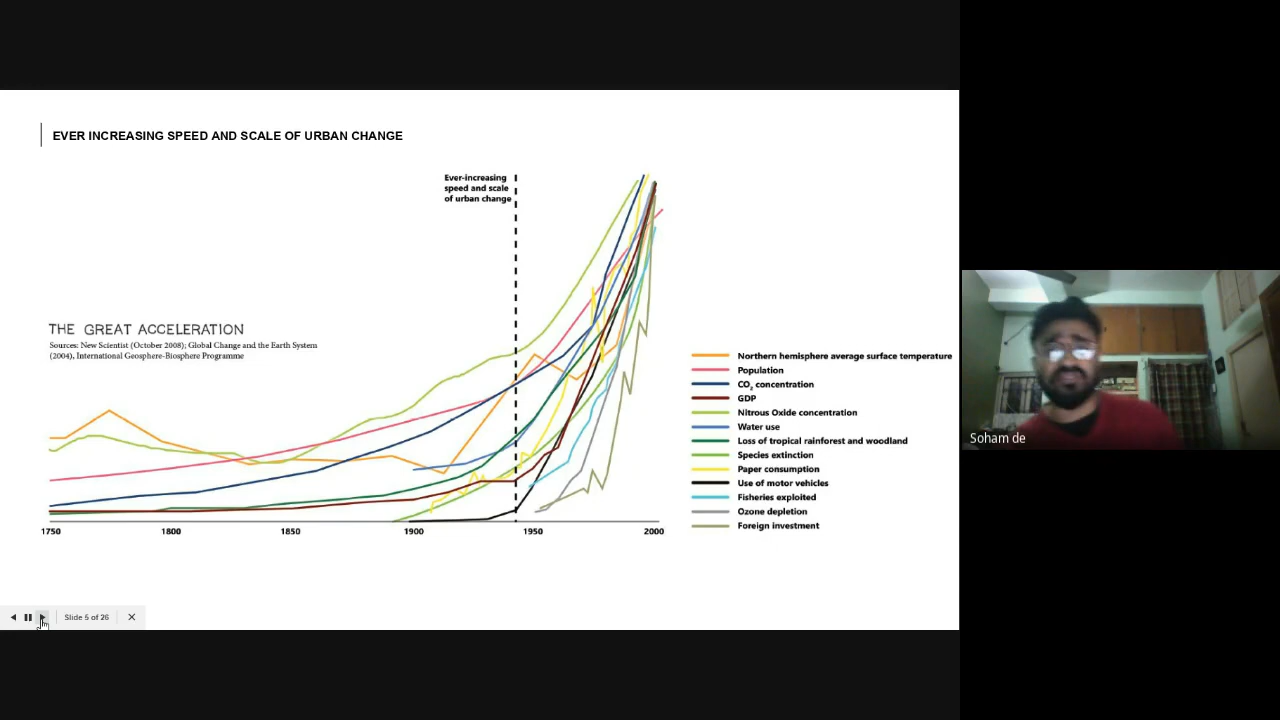 EVER INCREASING SPEED AND SCALE OF URBAN CHANGE
Ever-increasing
speed and scale
of urban change
THE GREAT ACCELERATION
Sources: New Scientist (October 2008); Global Change and the Earth System
(2004), International Geosphere-Biosphere Programme
Northern hemisphere average surface temperature
Population
CO₂ concentration
GDP
Nitrous Oxide concentration
Water use
Loss of tropical rainforest and woodland
Species extinction
Paper consumption
Use of motor vehicles
Fisheries exploited
Ozone depletion
Foreign investment
1750 1800 1850 1900 1950 2000
Slide 5 of 26
Soham de